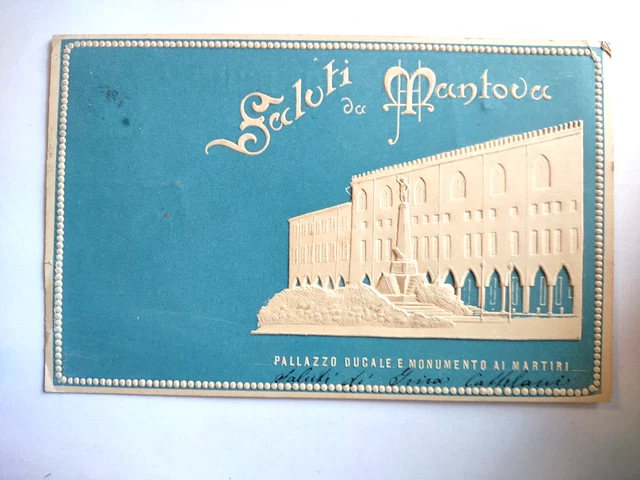 Saluti da Mantova
PALLAZZO DUCALE E MONUMENTO AI MARTIRI
Saluti di